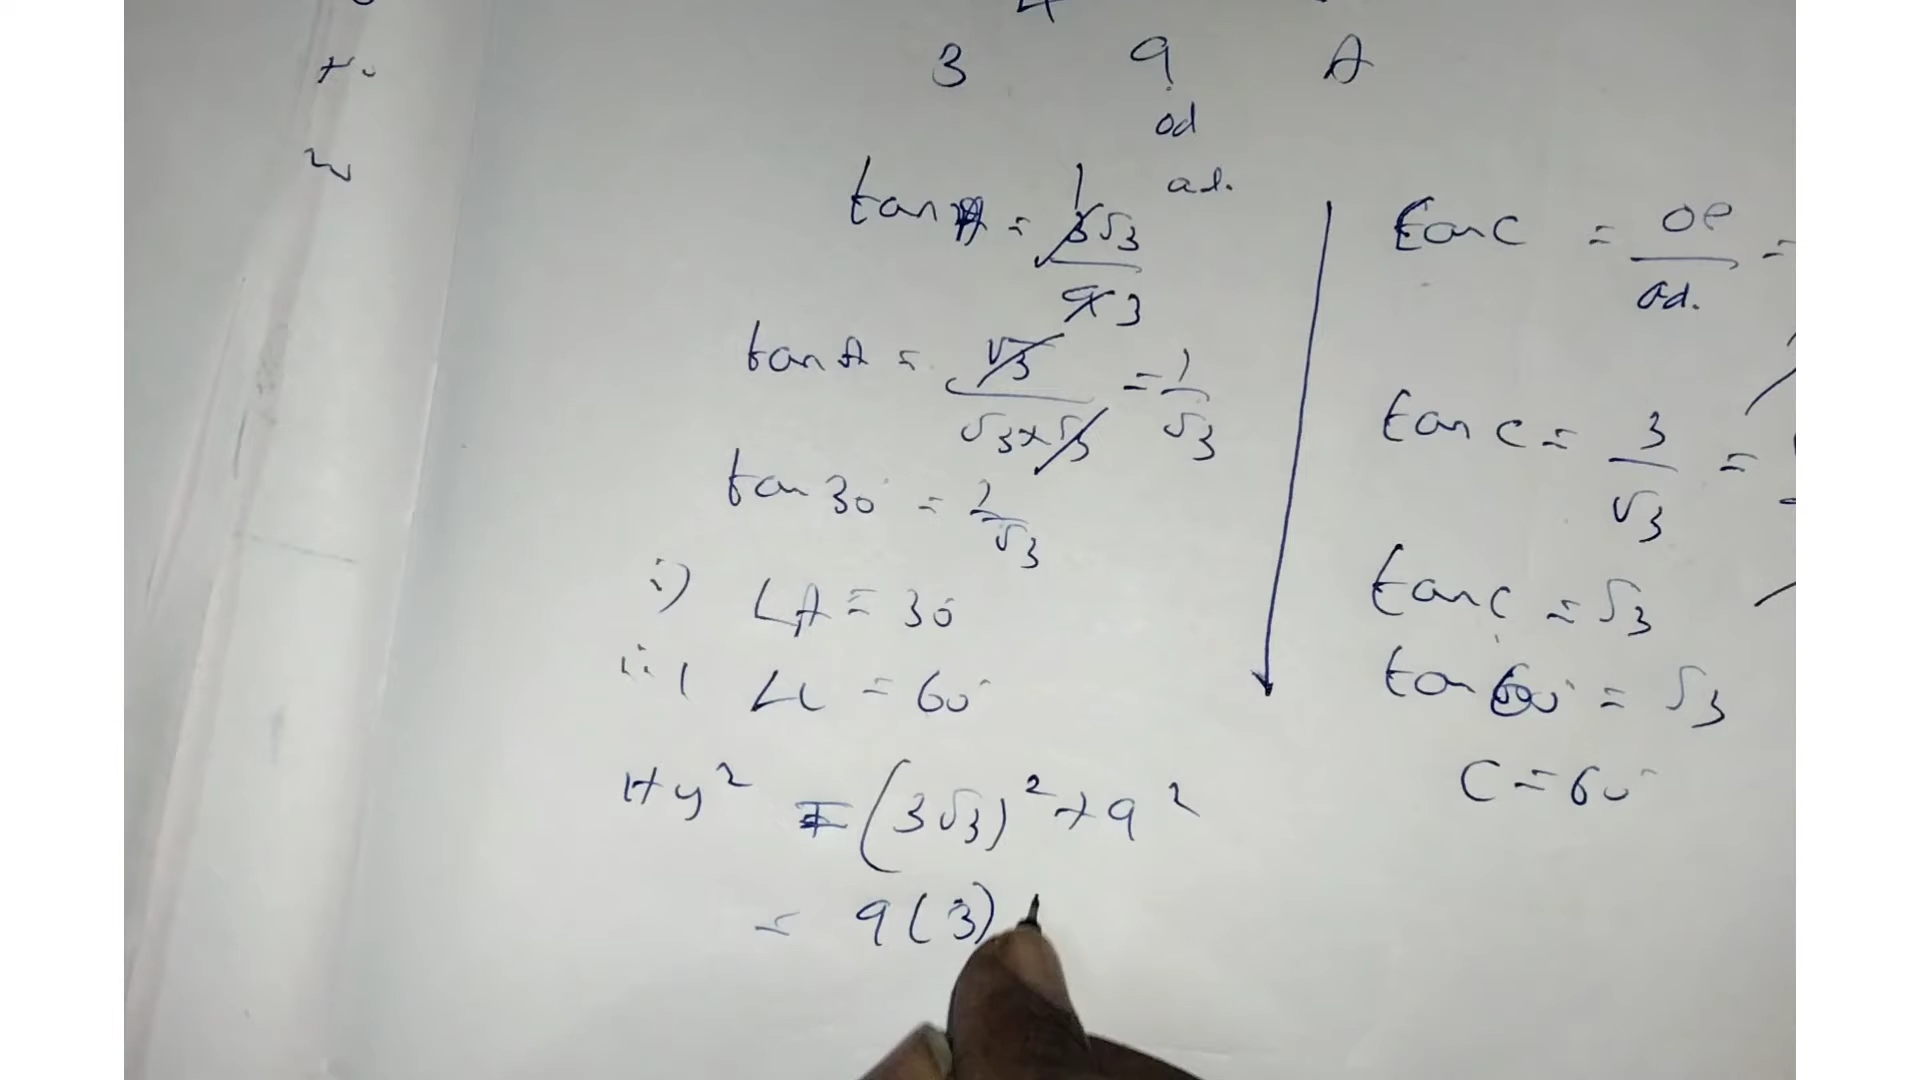 3 9 A
od
ad.
tan A = 1 3√3 / 9 3
tan A = √3 / √3×√3 = 1/√3
tan 30° = 1/√3
i) ∠A = 30
ii) ∠C = 60°
Hy² = (3√3)² + 9²
= 9(3)
tan C = OP / ad. =
tan C = 3/√3 =
tan C = √3
tan 60° = √3
C = 60°